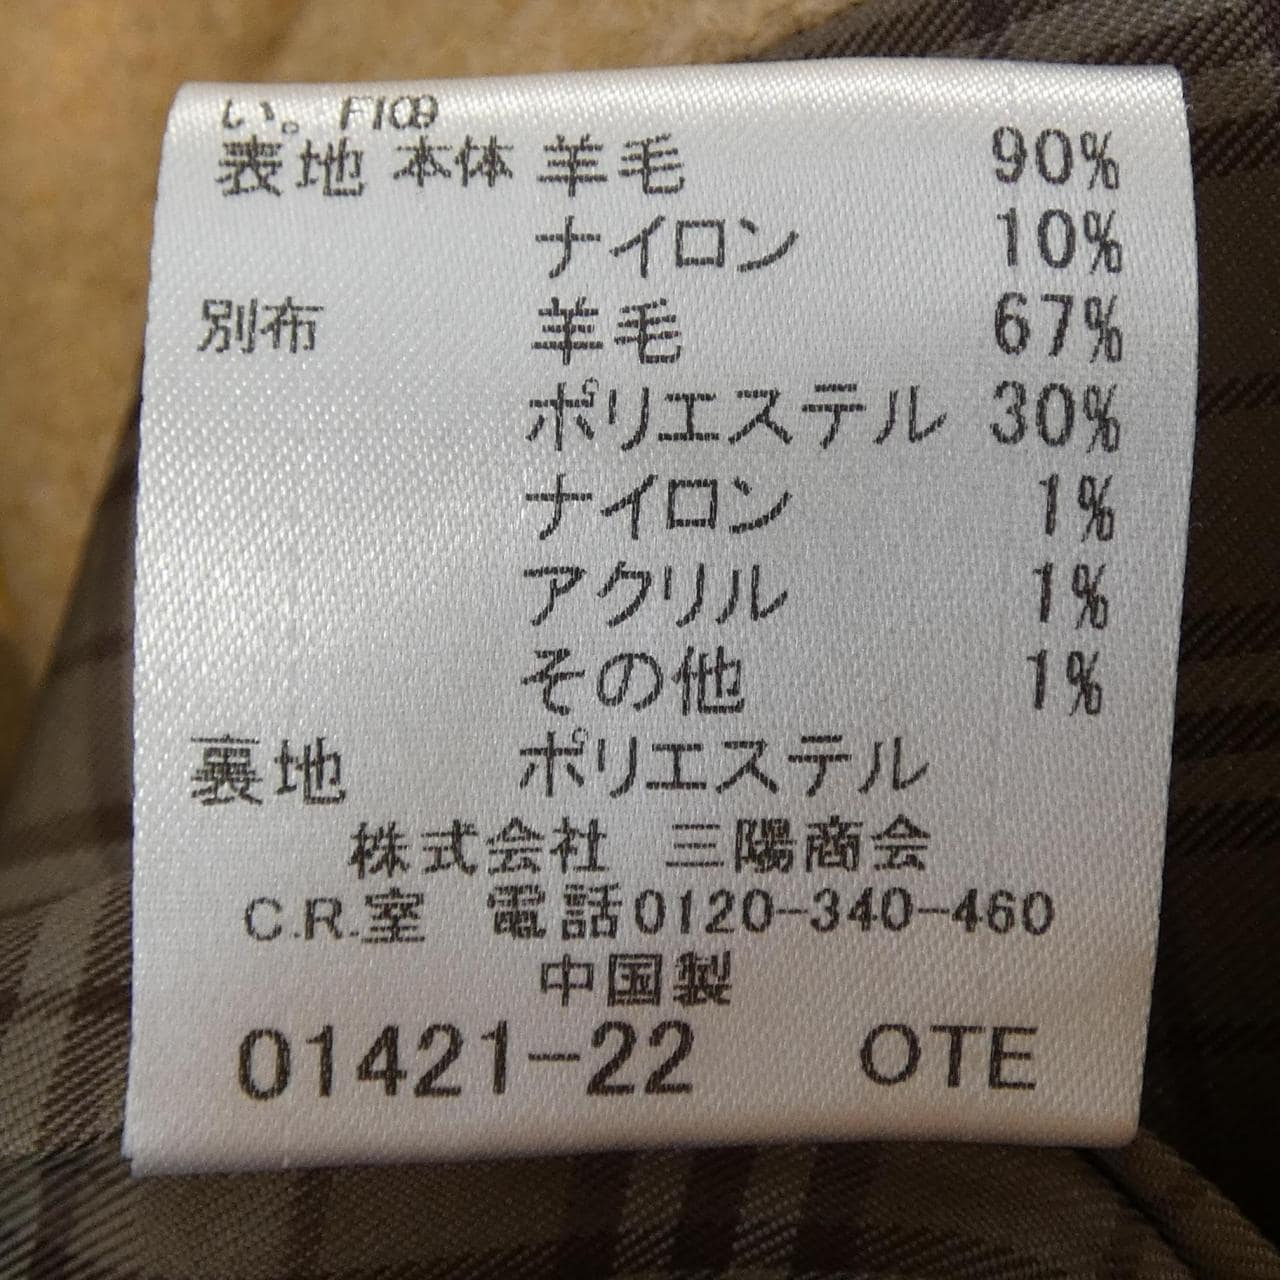 い。F109
表地 本体 羊毛 90%
ナイロン 10%
別布 羊毛 67%
ポリエステル 30%
ナイロン 1%
アクリル 1%
その他 1%
裏地 ポリエステル
株式会社 三陽商会
C.R.室 電話0120-340-460
中国製
01421-22 OTE